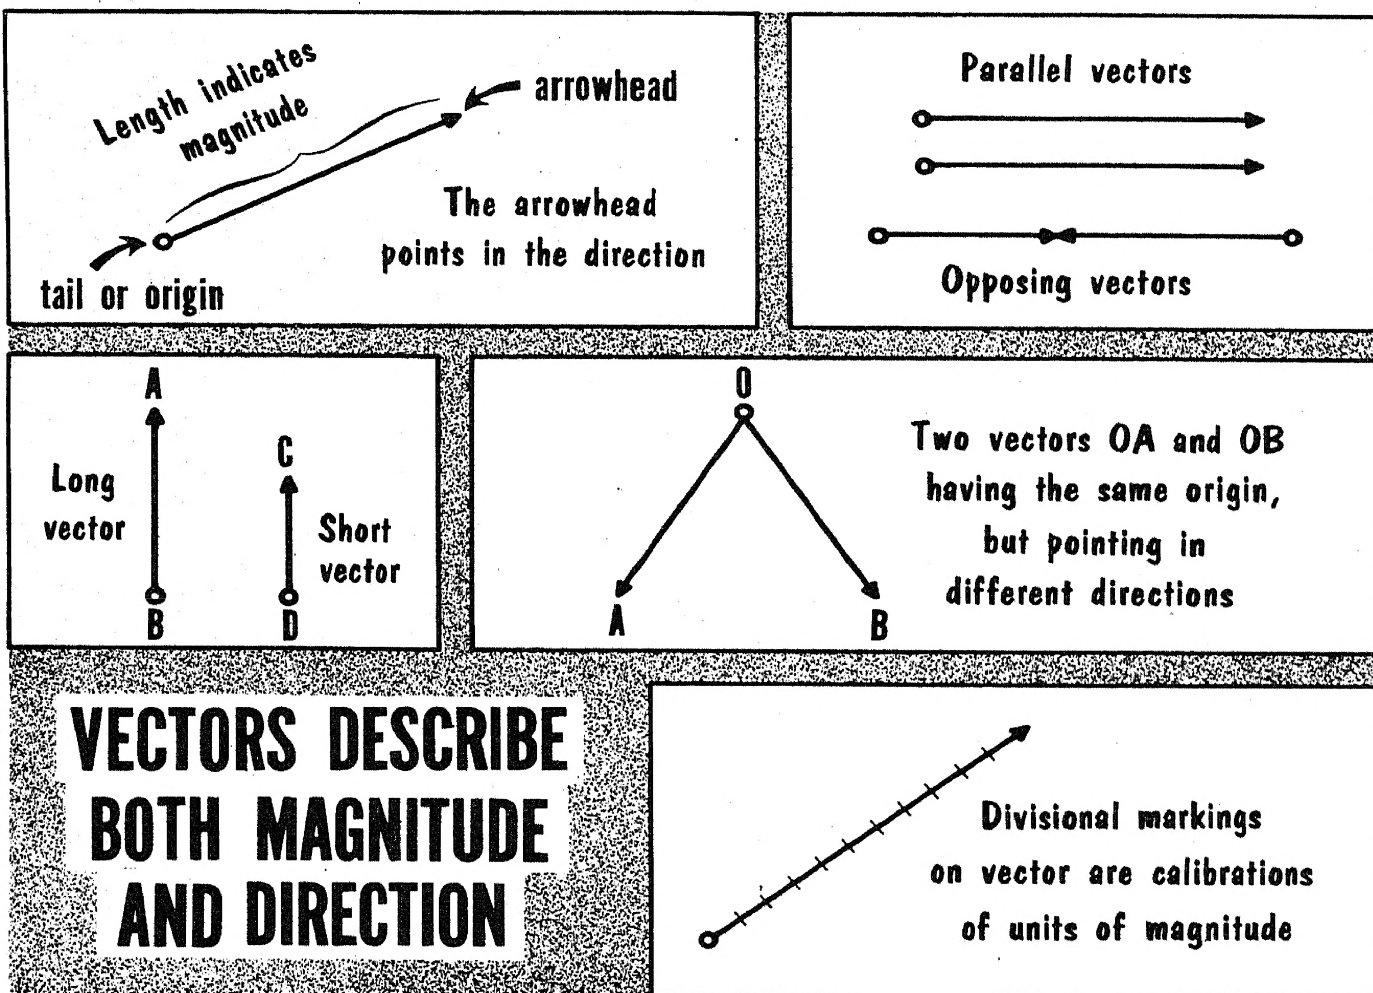 Length indicates
magnitude
arrowhead
The arrowhead
points in the direction
tail or origin
Parallel vectors
Opposing vectors
A
Long
vector
B
C
Short
vector
D
O
A
B
Two vectors OA and OB
having the same origin,
but pointing in
different directions
VECTORS DESCRIBE
BOTH MAGNITUDE
AND DIRECTION
Divisional markings
on vector are calibrations
of units of magnitude